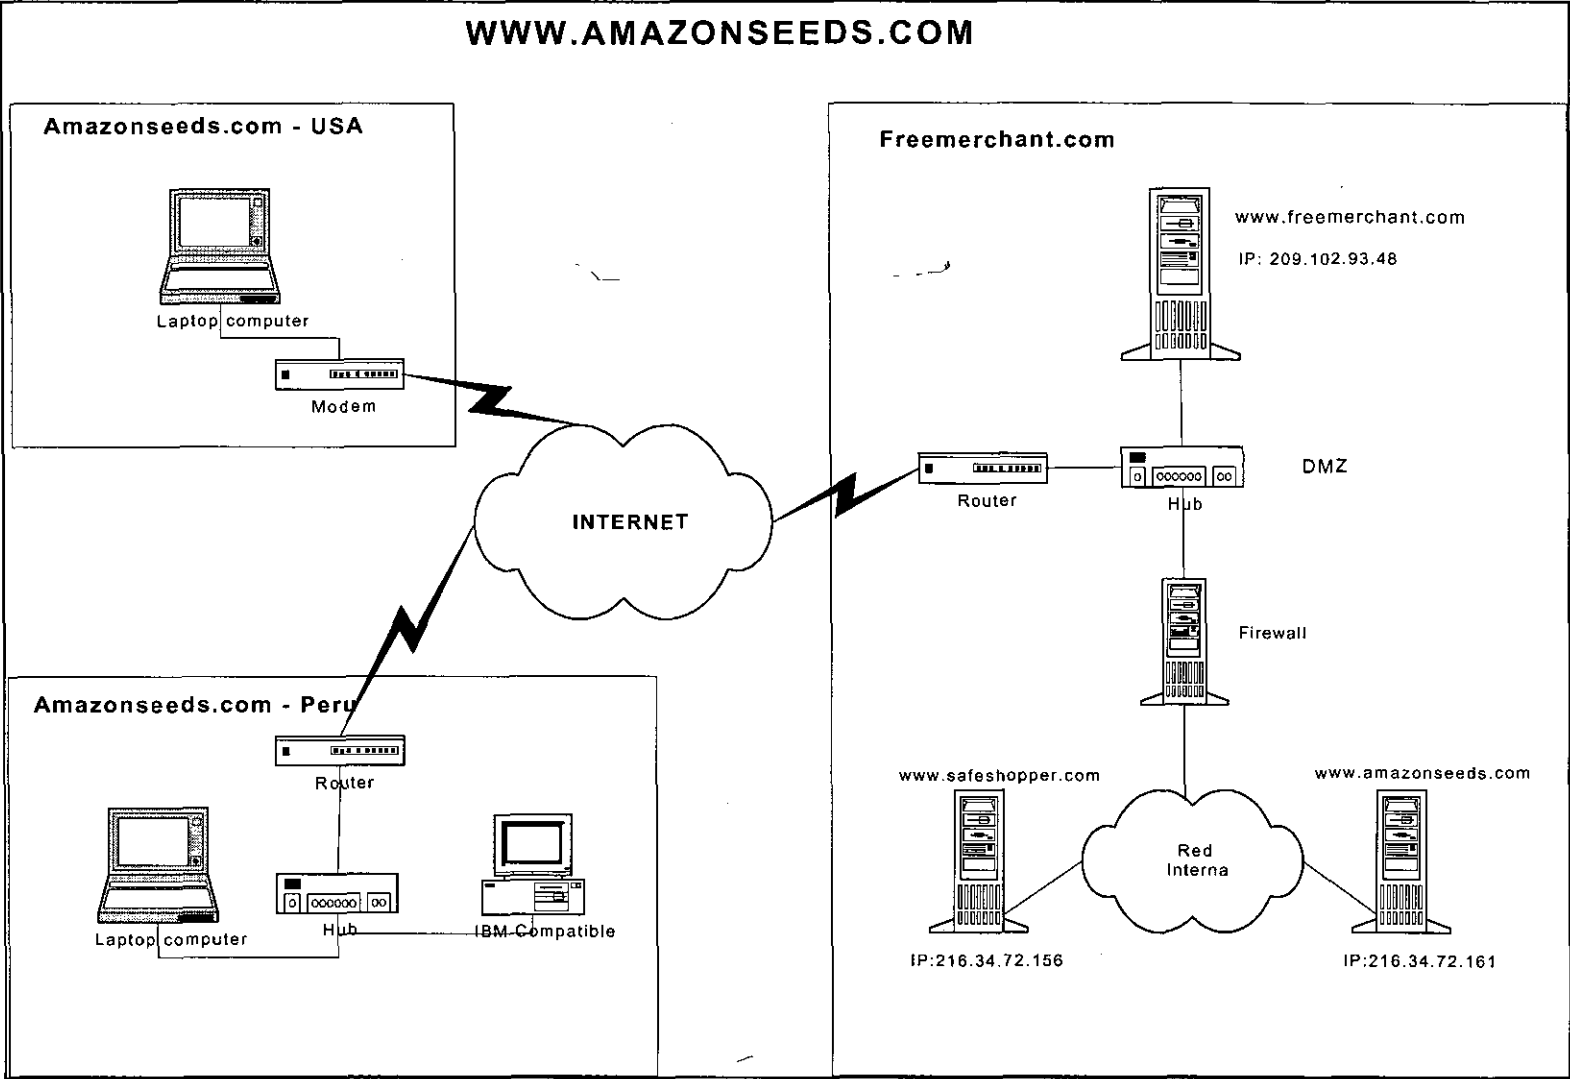 WWW.AMAZONSEEDS.COM
Amazonseeds.com - USA
Laptop computer
Modem
INTERNET
Amazonseeds.com - Peru
Router
Laptop computer
Hub
IBM Compatible
Freemerchant.com
www.freemerchant.com
IP: 209.102.93.48
Router
Hub
DMZ
Firewall
www.safeshopper.com
www.amazonseeds.com
Red
Interna
IP:216.34.72.156
IP:216.34.72.161